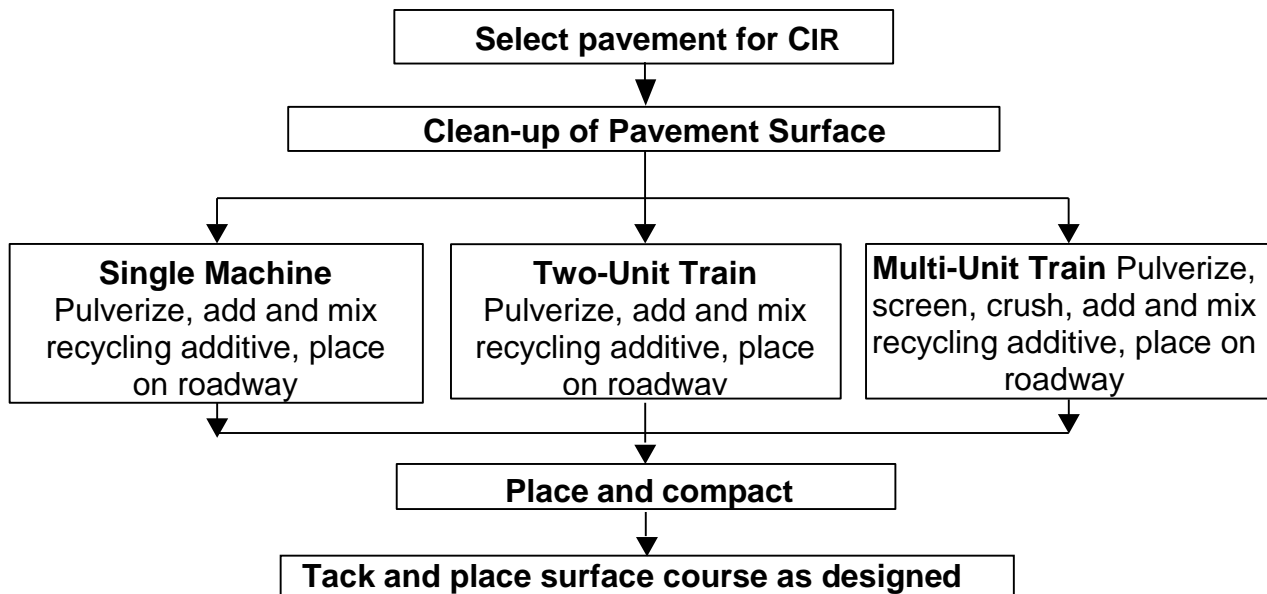 Select pavement for CIR
Clean-up of Pavement Surface
Single Machine
Pulverize, add and mix
recycling additive, place
on roadway
Two-Unit Train
Pulverize, add and mix
recycling additive, place
on roadway
Multi-Unit Train Pulverize,
screen, crush, add and mix
recycling additive, place on
roadway
Place and compact
Tack and place surface course as designed